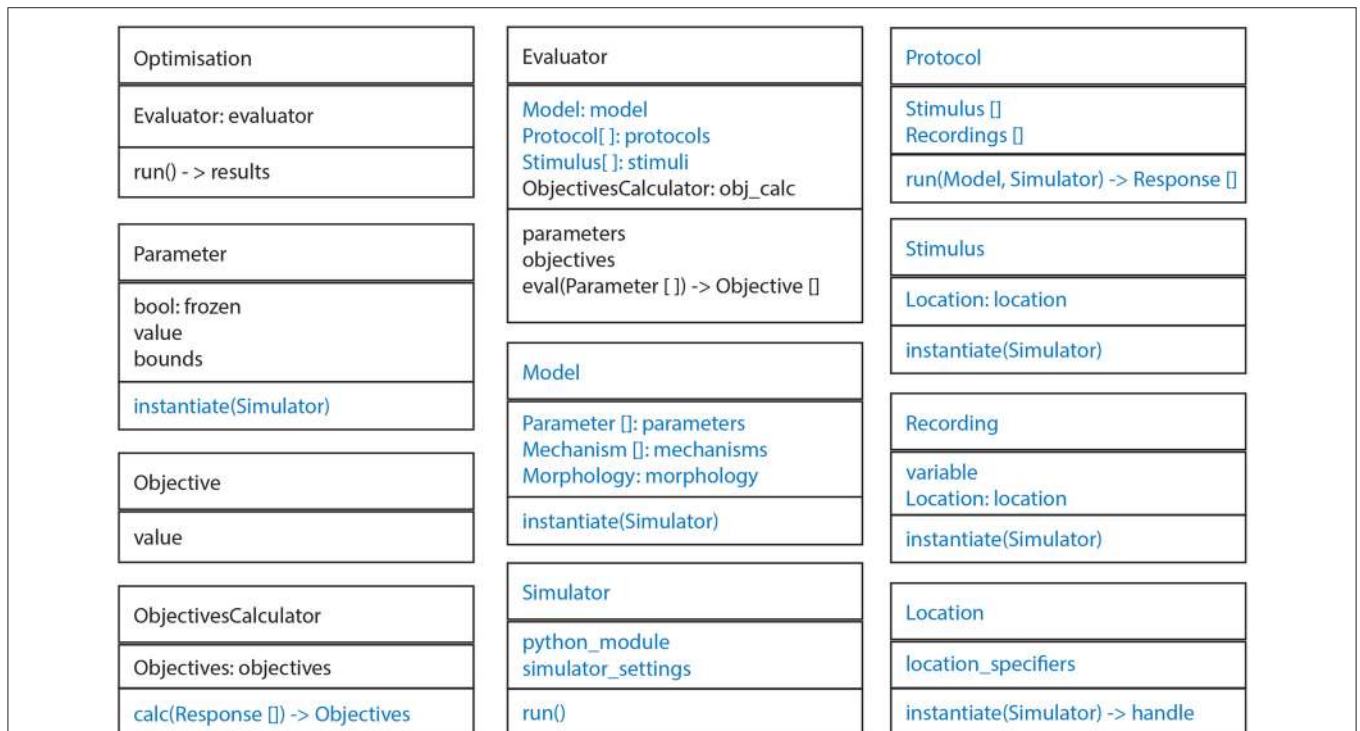 Optimisation
Evaluator: evaluator
run() - > results
Parameter
bool: frozen
value
bounds
instantiate(Simulator)
Objective
value
ObjectivesCalculator
Objectives: objectives
calc(Response []) -> Objectives
Evaluator
Model: model
Protocol[ ]: protocols
Stimulus[ ]: stimuli
ObjectivesCalculator: obj_calc
parameters
objectives
eval(Parameter [ ]) -> Objective []
Model
Parameter []: parameters
Mechanism []: mechanisms
Morphology: morphology
instantiate(Simulator)
Simulator
python_module
simulator_settings
run()
Protocol
Stimulus []
Recordings []
run(Model, Simulator) -> Response []
Stimulus
Location: location
instantiate(Simulator)
Recording
variable
Location: location
instantiate(Simulator)
Location
location_specifiers
instantiate(Simulator) -> handle